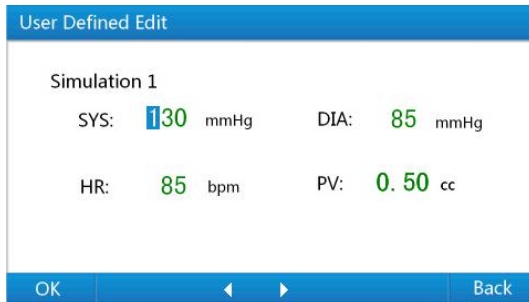 User Defined Edit
Simulation 1
SYS: 130 mmHg DIA: 85 mmHg
HR: 85 bpm PV: 0.50 cc
OK Back